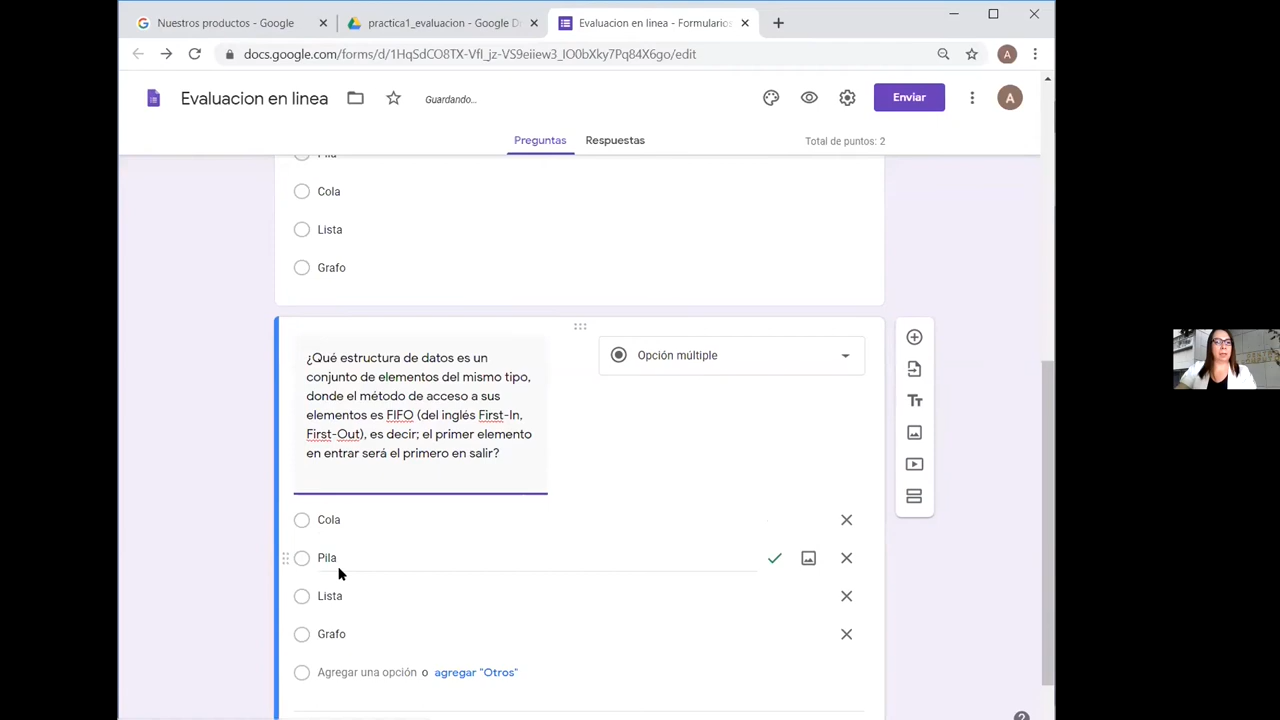 Nuestros productos - Google
practica1_evaluacion - Google D
Evaluacion en linea - Formularios
docs.google.com/forms/d/1HqSdCO8TX-Vfl_jz-VS9eiiew3_IO0bXky7Pq84X6go/edit
A
Evaluacion en linea
Guardando...
Enviar
A
Preguntas
Respuestas
Total de puntos: 2
Pila
Cola
Lista
Grafo
¿Qué estructura de datos es un
conjunto de elementos del mismo tipo,
donde el método de acceso a sus
elementos es FIFO (del inglés First-In,
First-Out), es decir; el primer elemento
en entrar será el primero en salir?
Opción múltiple
Tт
Cola
Pila
Lista
Grafo
Agregar una opción o agregar "Otros"